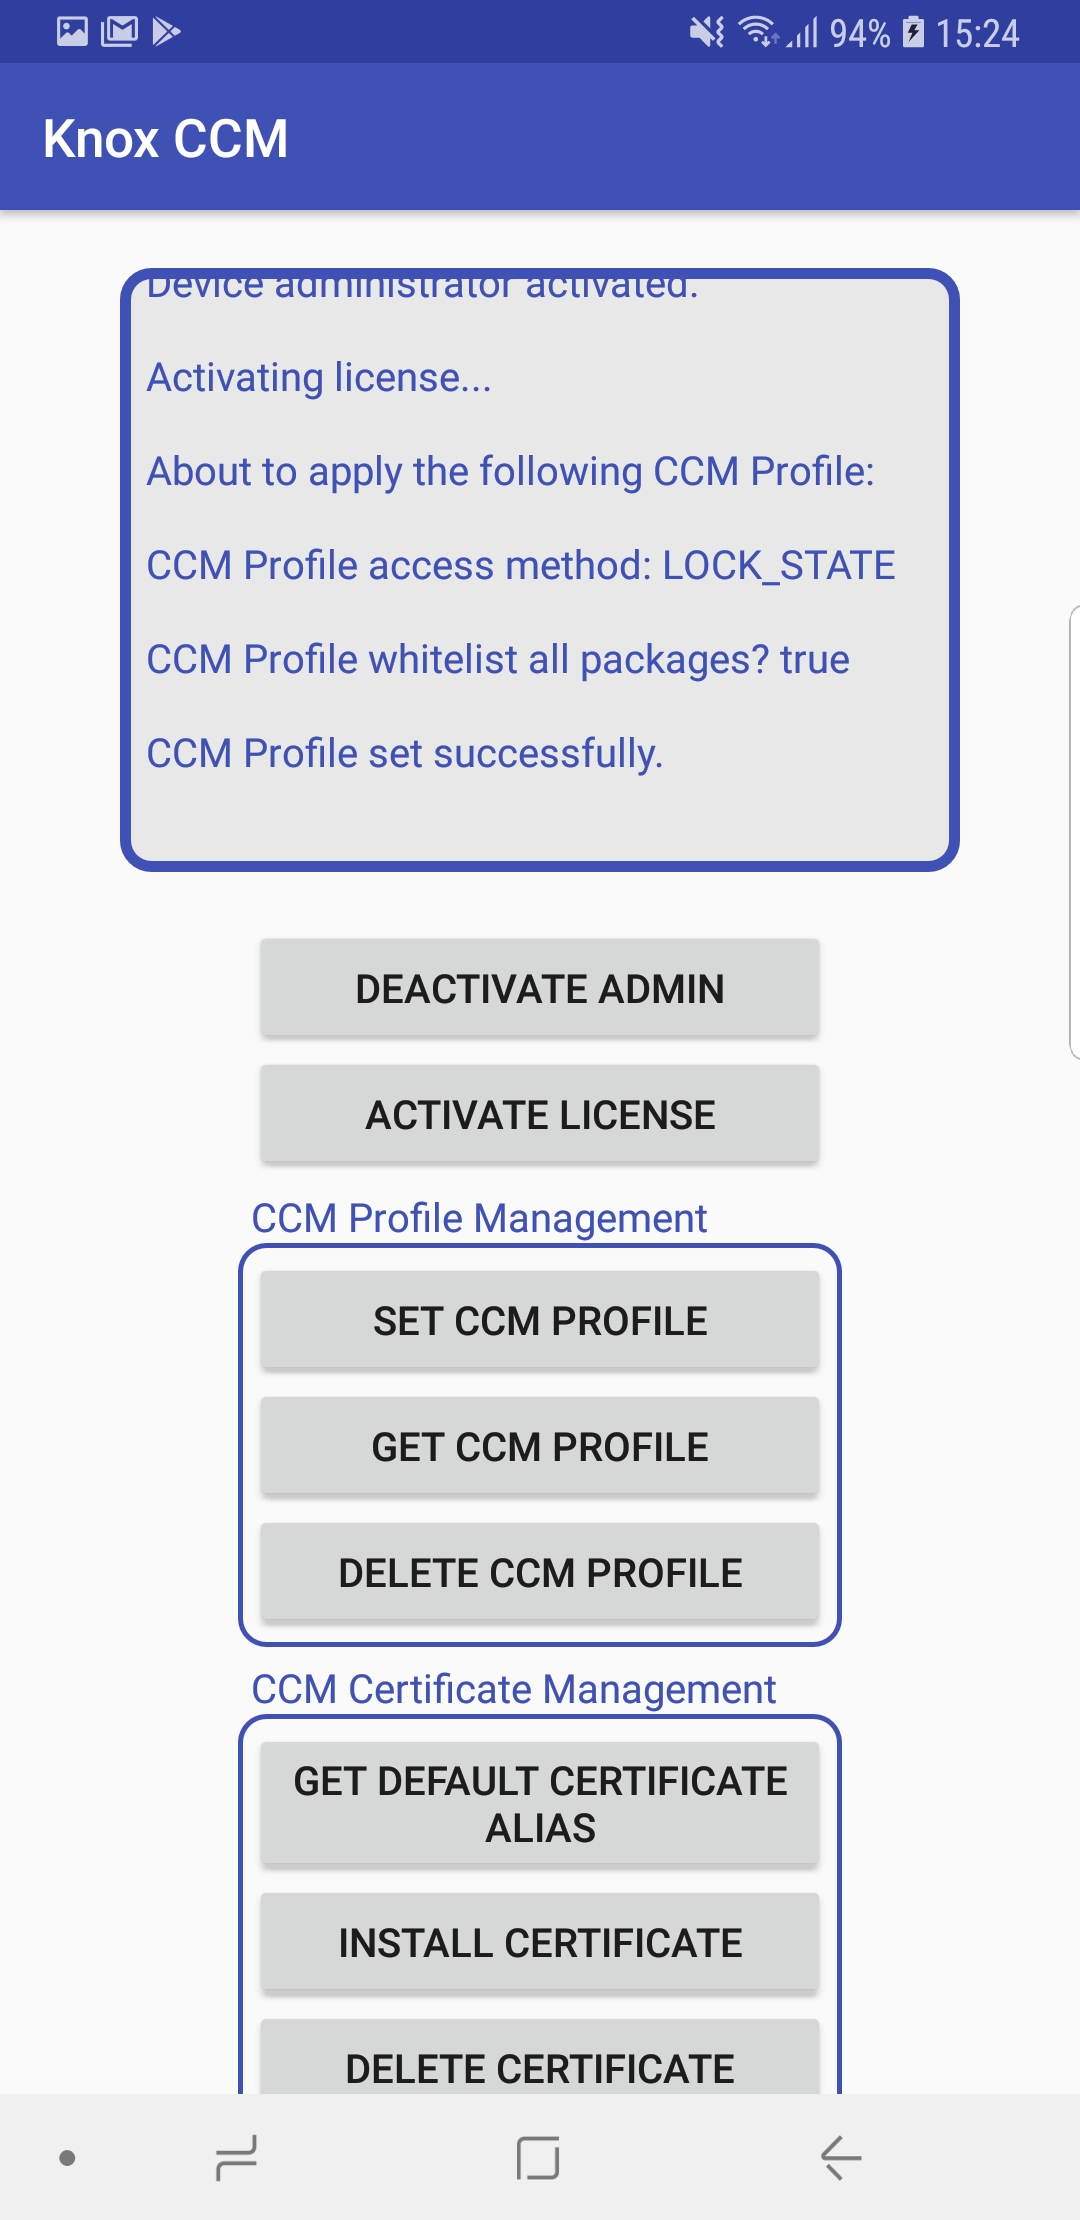 94% 15:24
Knox CCM
Device administrator activated.
Activating license...
About to apply the following CCM Profile:
CCM Profile access method: LOCK_STATE
CCM Profile whitelist all packages? true
CCM Profile set successfully.
DEACTIVATE ADMIN
ACTIVATE LICENSE
CCM Profile Management
SET CCM PROFILE
GET CCM PROFILE
DELETE CCM PROFILE
CCM Certificate Management
GET DEFAULT CERTIFICATE
ALIAS
INSTALL CERTIFICATE
DELETE CERTIFICATE